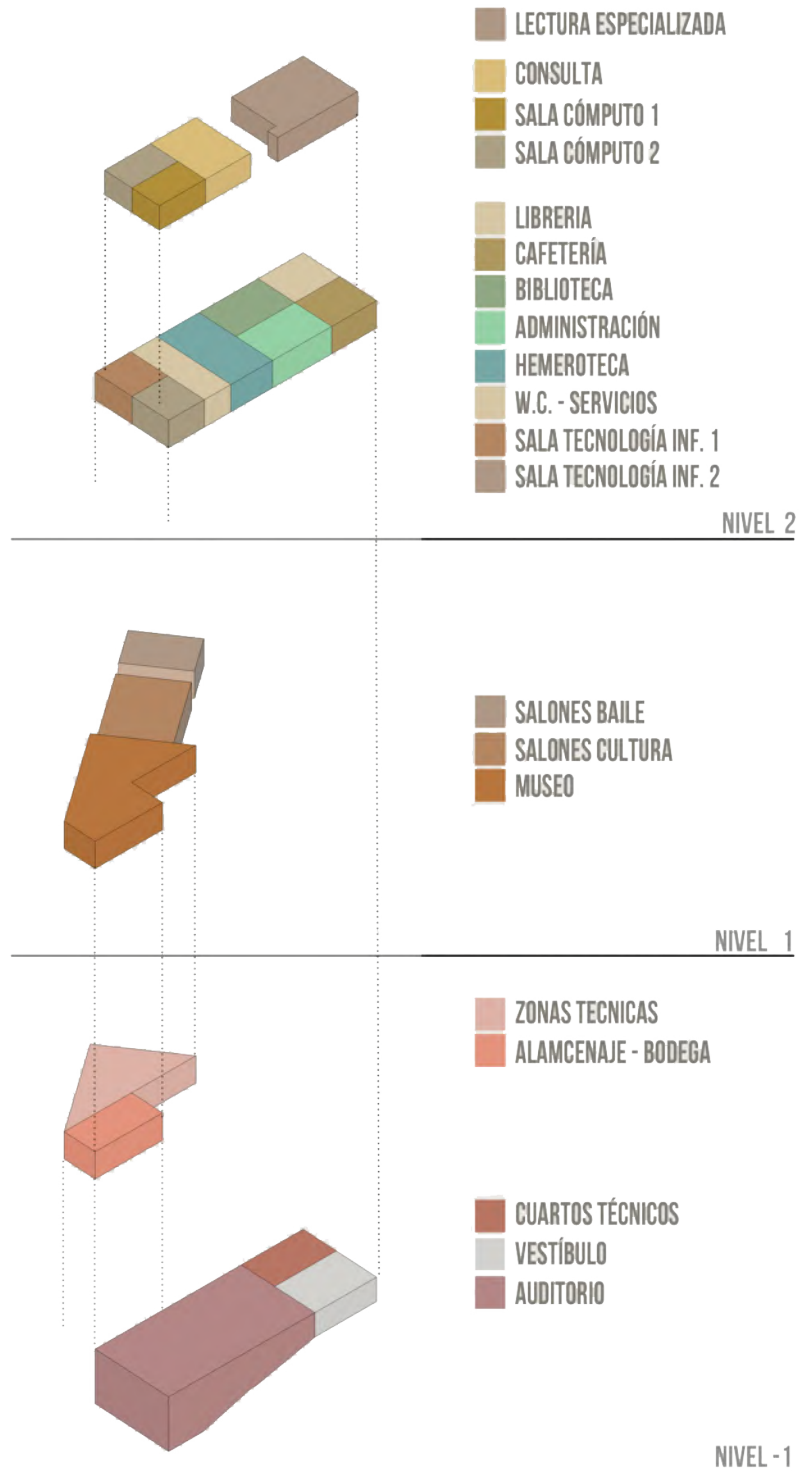 LECTURA ESPECIALIZADA
CONSULTA
SALA CÓMPUTO 1
SALA CÓMPUTO 2
LIBRERIA
CAFETERÍA
BIBLIOTECA
ADMINISTRACIÓN
HEMEROTECA
W.C. - SERVICIOS
SALA TECNOLOGÍA INF. 1
SALA TECNOLOGÍA INF. 2
NIVEL 2
SALONES BAILE
SALONES CULTURA
MUSEO
NIVEL 1
ZONAS TECNICAS
ALAMCENAJE - BODEGA
CUARTOS TÉCNICOS
VESTÍBULO
AUDITORIO
NIVEL -1